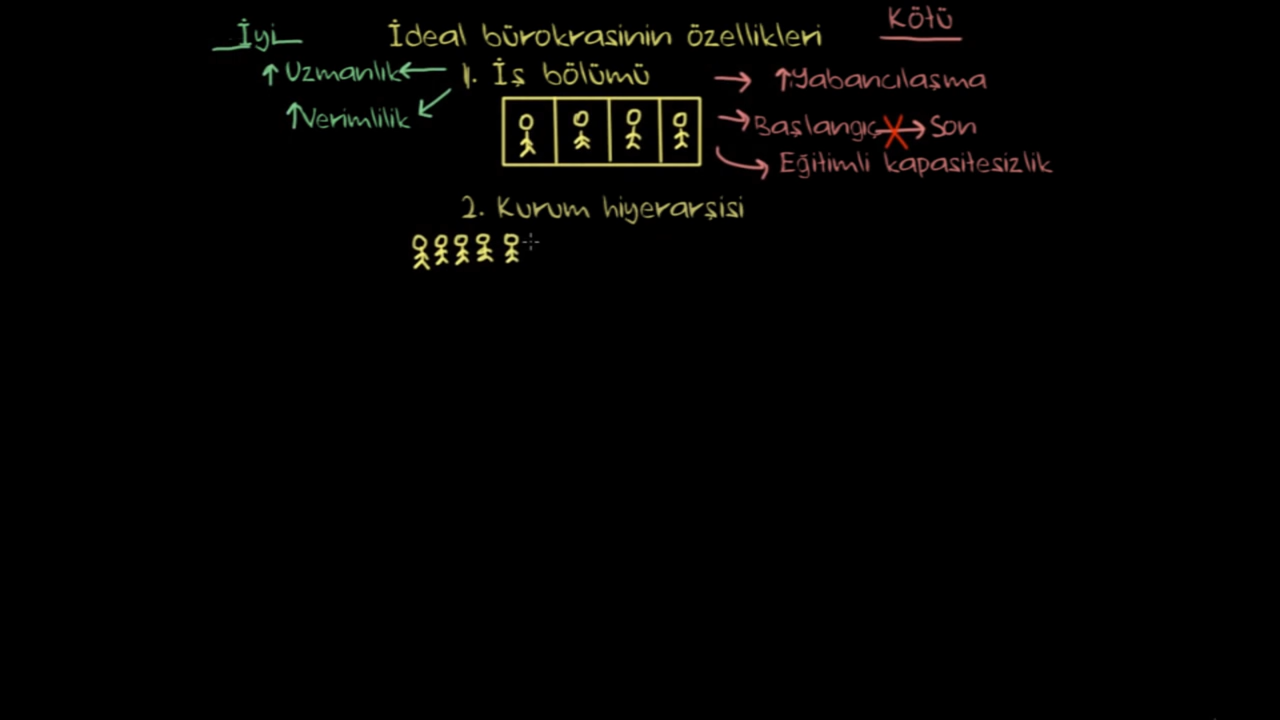 İyi
İdeal bürokrasinin özellikleri
Kötü
↑ Uzmanlık
1. İş bölümü
↑ Yabancılaşma
↑ Verimlilik
Başlangıç → Son
Eğitimli kapasitesizlik
2. Kurum hiyerarşisi